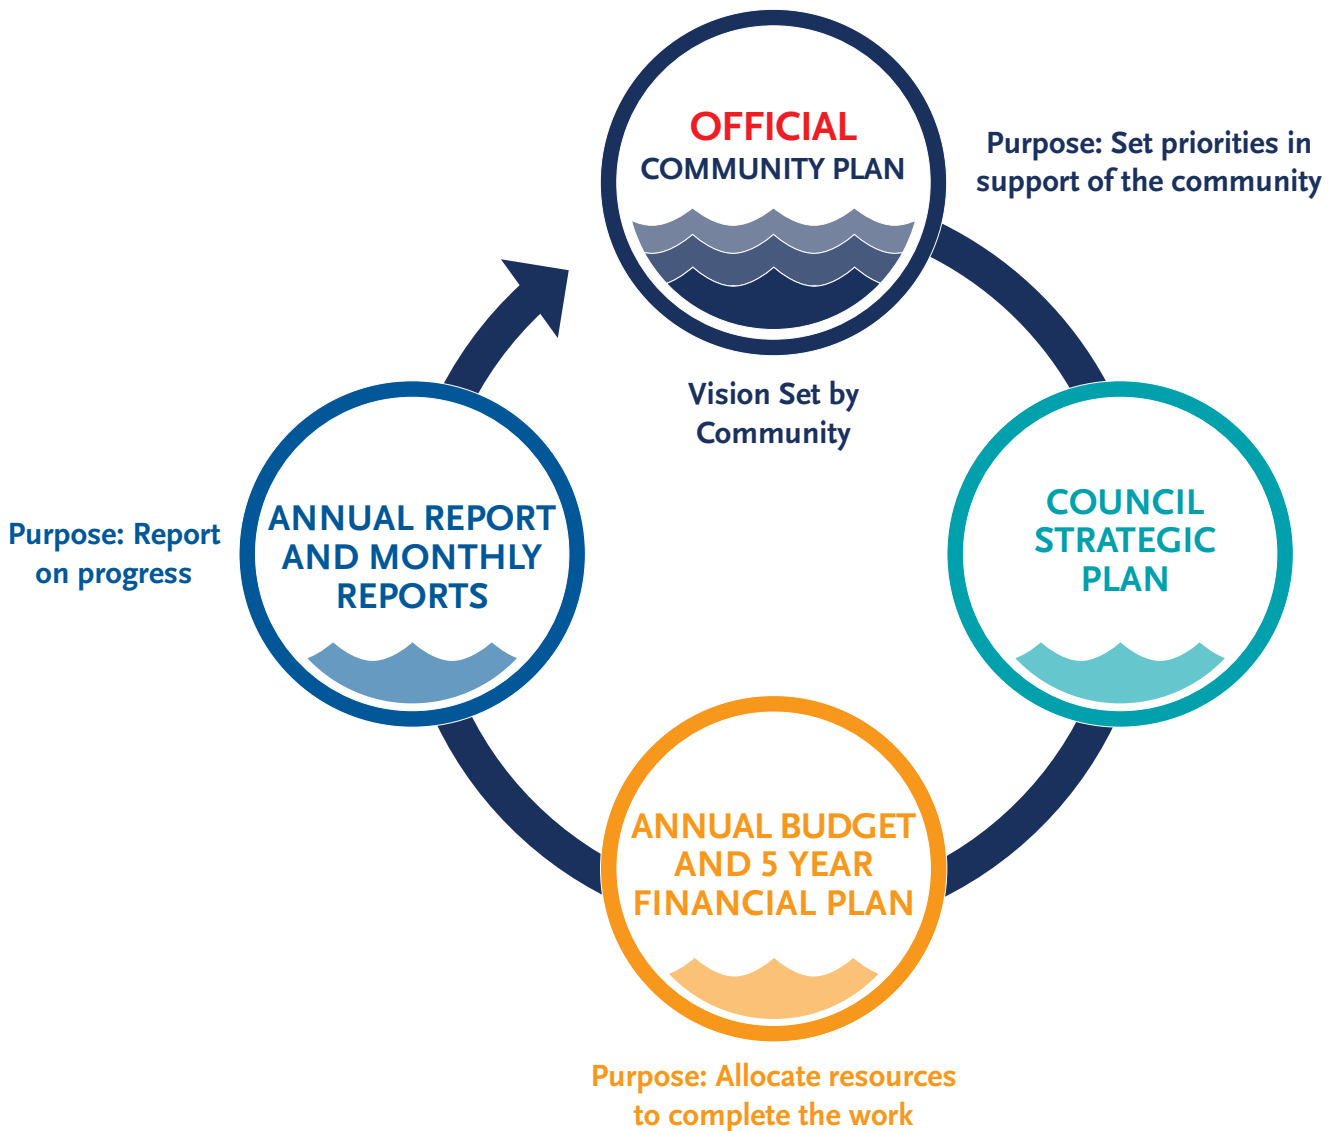 OFFICIAL
COMMUNITY PLAN
Purpose: Set priorities in
support of the community
Vision Set by
Community
COUNCIL
STRATEGIC
PLAN
ANNUAL BUDGET
AND 5 YEAR
FINANCIAL PLAN
Purpose: Allocate resources
to complete the work
ANNUAL REPORT
AND MONTHLY
REPORTS
Purpose: Report
on progress